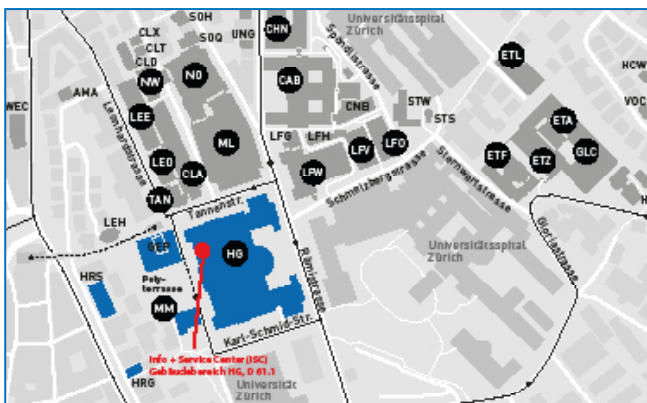 SOH
CLX
SOQ
UNG
CHN
Universitätsspital
Zürich
CLT
CLD
NW
NO
Spöndlistrasse
ETL
HCW
WEC
AMA
CAB
VOC
LEE
Leonhardstrasse
CNB
STW
STS
ETA
ML
LFG
LFH
LFV
LFO
LEO
CLA
LFW
ETF
ETZ
GLC
Schmelzbergstrasse
Sternwartstrasse
TAN
Tannenstr.
LEH
GEP
HG
Rämistrasse
Universitätsspital
Zürich
Gloriastrasse
HRS
Poly-
terrasse
MM
Karl-Schmid-Str.
Info + Service Center (ISC)
Gebäudebereich HG, D 61.1
HRG
Universität
Zürich